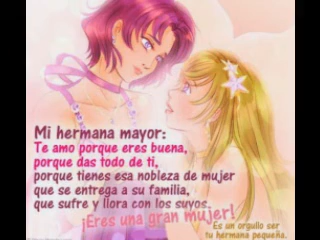 Mi hermana mayor:
Te amo porque eres buena,
porque das todo de ti,
porque tienes esa nobleza de mujer
que se entrega a su familia,
que sufre y llora con los suyos.
¡Eres una gran mujer!
Es un orgullo ser
tu hermana pequeña.